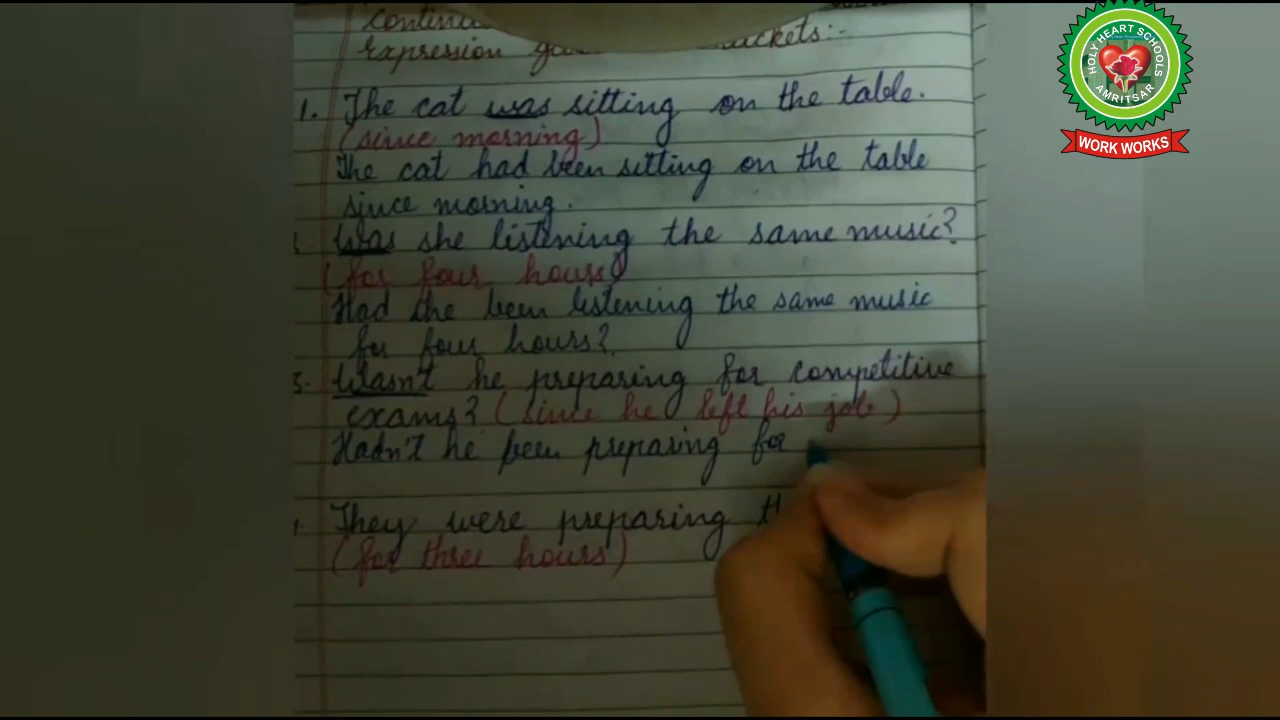 continu
Expression g ckets:-
1. The cat was sitting on the table.
(since morning)
The cat had been sitting on the table
since morning.
Was she listening the same music?
(for four hours)
Had she been listening the same music
for four hours?
3. Wasn't he preparing for competitive
exams? (since he left his job)
Hadn't he been preparing for
They were preparing th
(for three hours)
HOLY HEART SCHOOLS
AMRITSAR
WORK WORKS